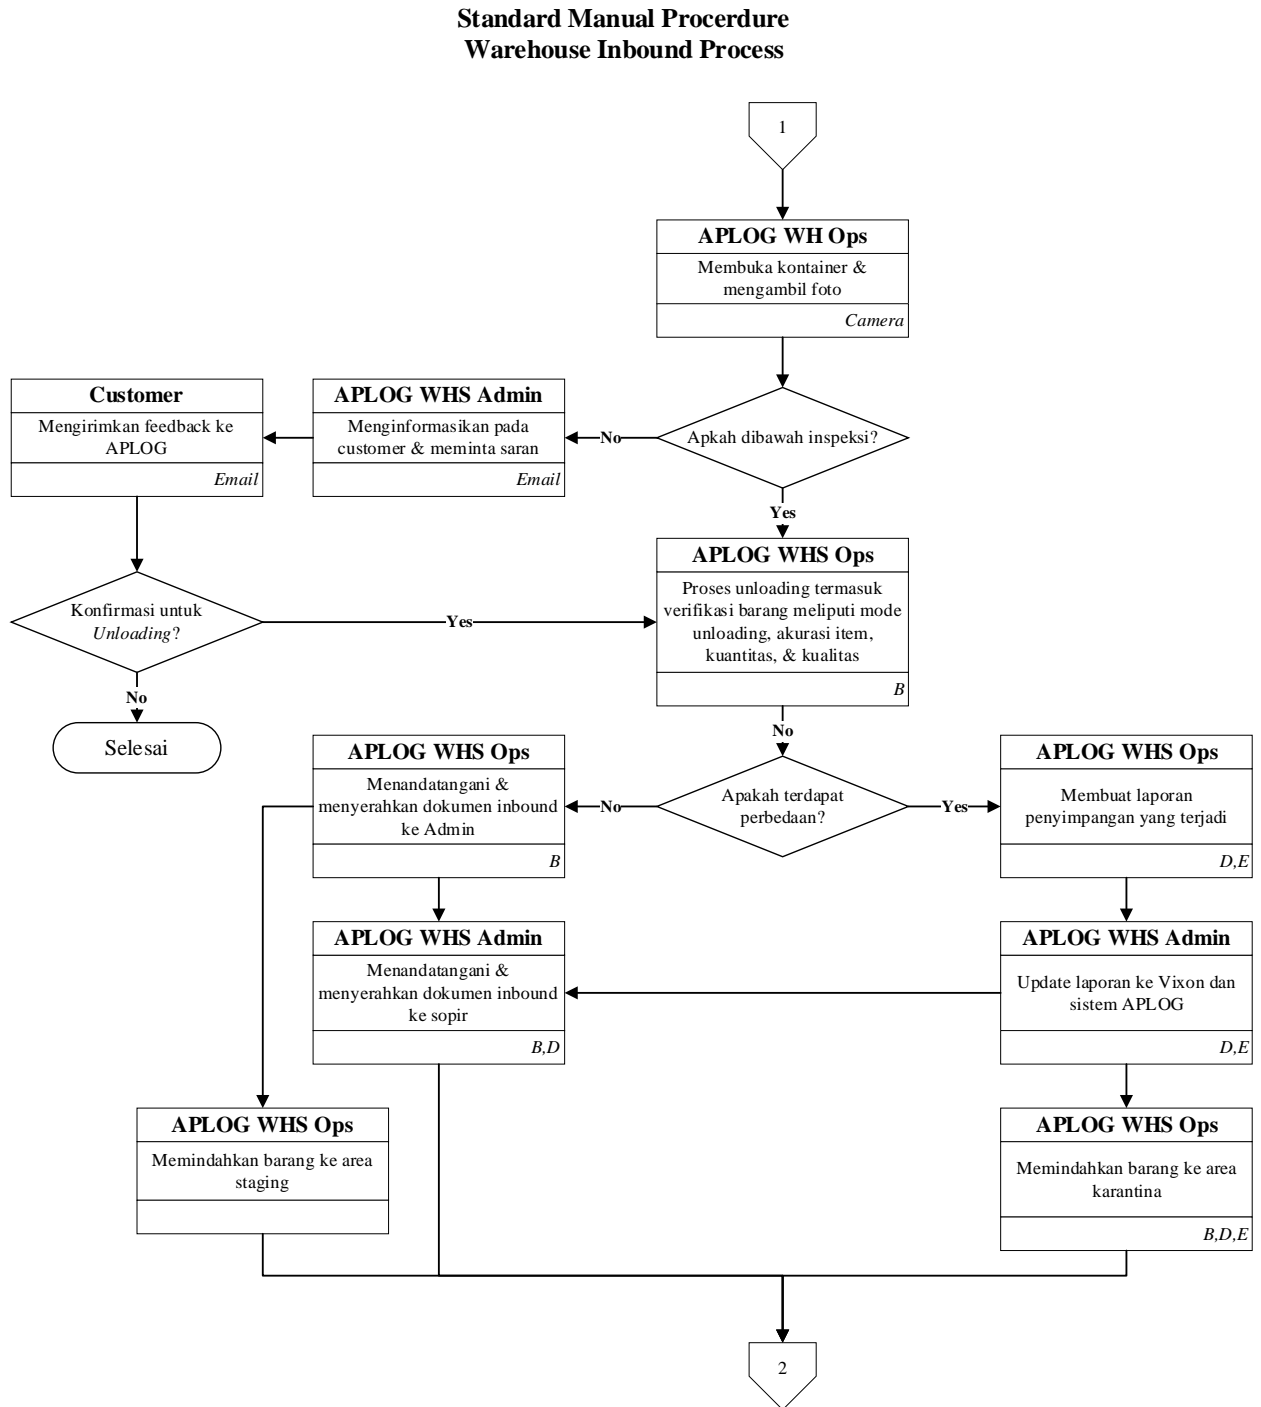 Standard Manual Procerdure
Warehouse Inbound Process
1
APLOG WH Ops
Membuka kontainer &
mengambil foto
Camera
Customer
Mengirimkan feedback ke
APLOG
Email
APLOG WHS Admin
Menginformasikan pada
customer & meminta saran
Email
No
Apkah dibawah inspeksi?
Yes
Konfirmasi untuk
Unloading?
Yes
APLOG WHS Ops
Proses unloading termasuk
verifikasi barang meliputi mode
unloading, akurasi item,
kuantitas, & kualitas
B
No
Selesai
No
APLOG WHS Ops
Menandatangani &
menyerahkan dokumen inbound
ke Admin
B
No
Apakah terdapat
perbedaan?
Yes
APLOG WHS Ops
Membuat laporan
penyimpangan yang terjadi
D,E
APLOG WHS Admin
Menandatangani &
menyerahkan dokumen inbound
ke sopir
B,D
APLOG WHS Admin
Update laporan ke Vixon dan
sistem APLOG
D,E
APLOG WHS Ops
Memindahkan barang ke area
staging
APLOG WHS Ops
Memindahkan barang ke area
karantina
B,D,E
2